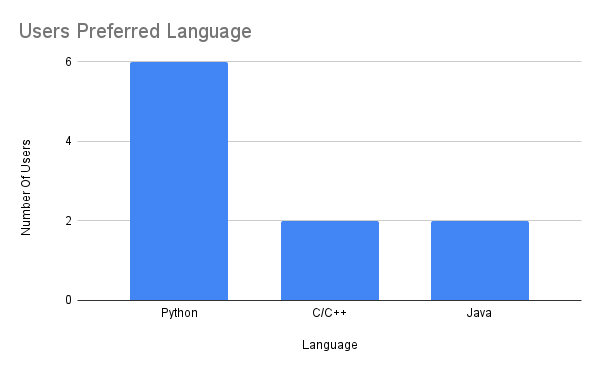 Users Preferred Language
Number Of Users
6
4
2
0
Python C/C++ Java
Language